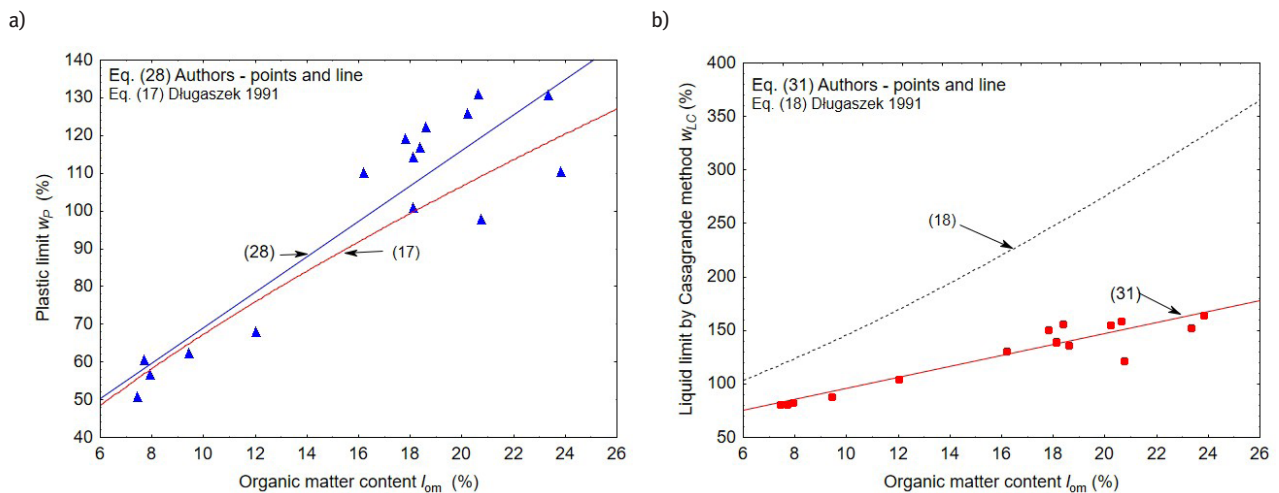 a)
Eq. (28) Authors - points and line
Eq. (17) Długaszek 1991
Plastic limit wP (%)
140
130
120
110
100
90
80
70
60
50
40
(28)
(17)
6 8 10 12 14 16 18 20 22 24 26
Organic matter content Iom (%)
b)
Eq. (31) Authors - points and line
Eq. (18) Długaszek 1991
Liquid limit by Casagrande method wLC (%)
400
350
300
250
200
150
100
50
(18)
(31)
6 8 10 12 14 16 18 20 22 24 26
Organic matter content Iom (%)